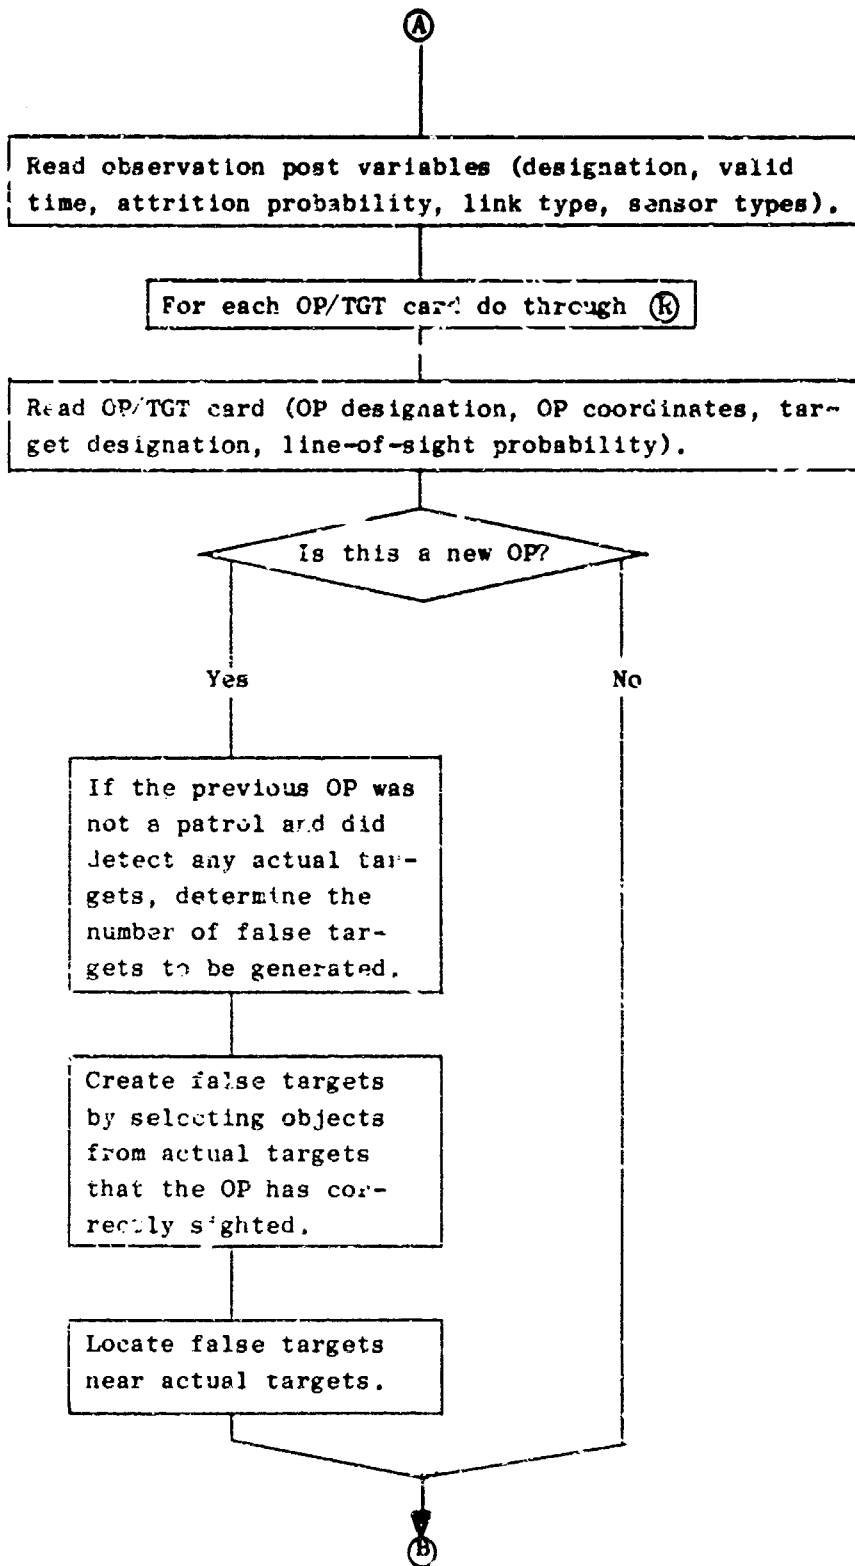 A
Read observation post variables (designation, valid
time, attrition probability, link type, sensor types).
For each OP/TGT card do through R
Read OP/TGT card (OP designation, OP coordinates, tar-
get designation, line-of-sight probability).
Is this a new OP?
Yes
No
If the previous OP was
not a patrol and did
detect any actual tar-
gets, determine the
number of false tar-
gets to be generated.
Create false targets
by selecting objects
from actual targets
that the OP has cor-
rectly sighted.
Locate false targets
near actual targets.
B